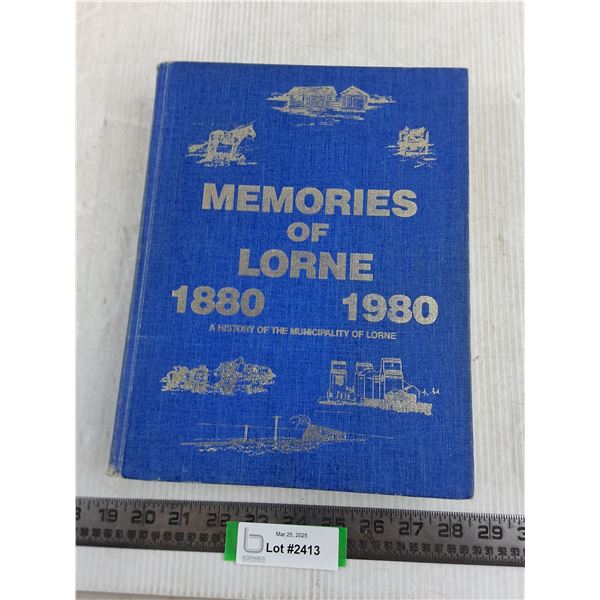 MEMORIES
OF
LORNE
1880 1980
A HISTORY OF THE MUNICIPALITY OF LORNE
19 20 21 22 23 24 25 26 27 28 29
Mar 25, 2025
Lot #2413